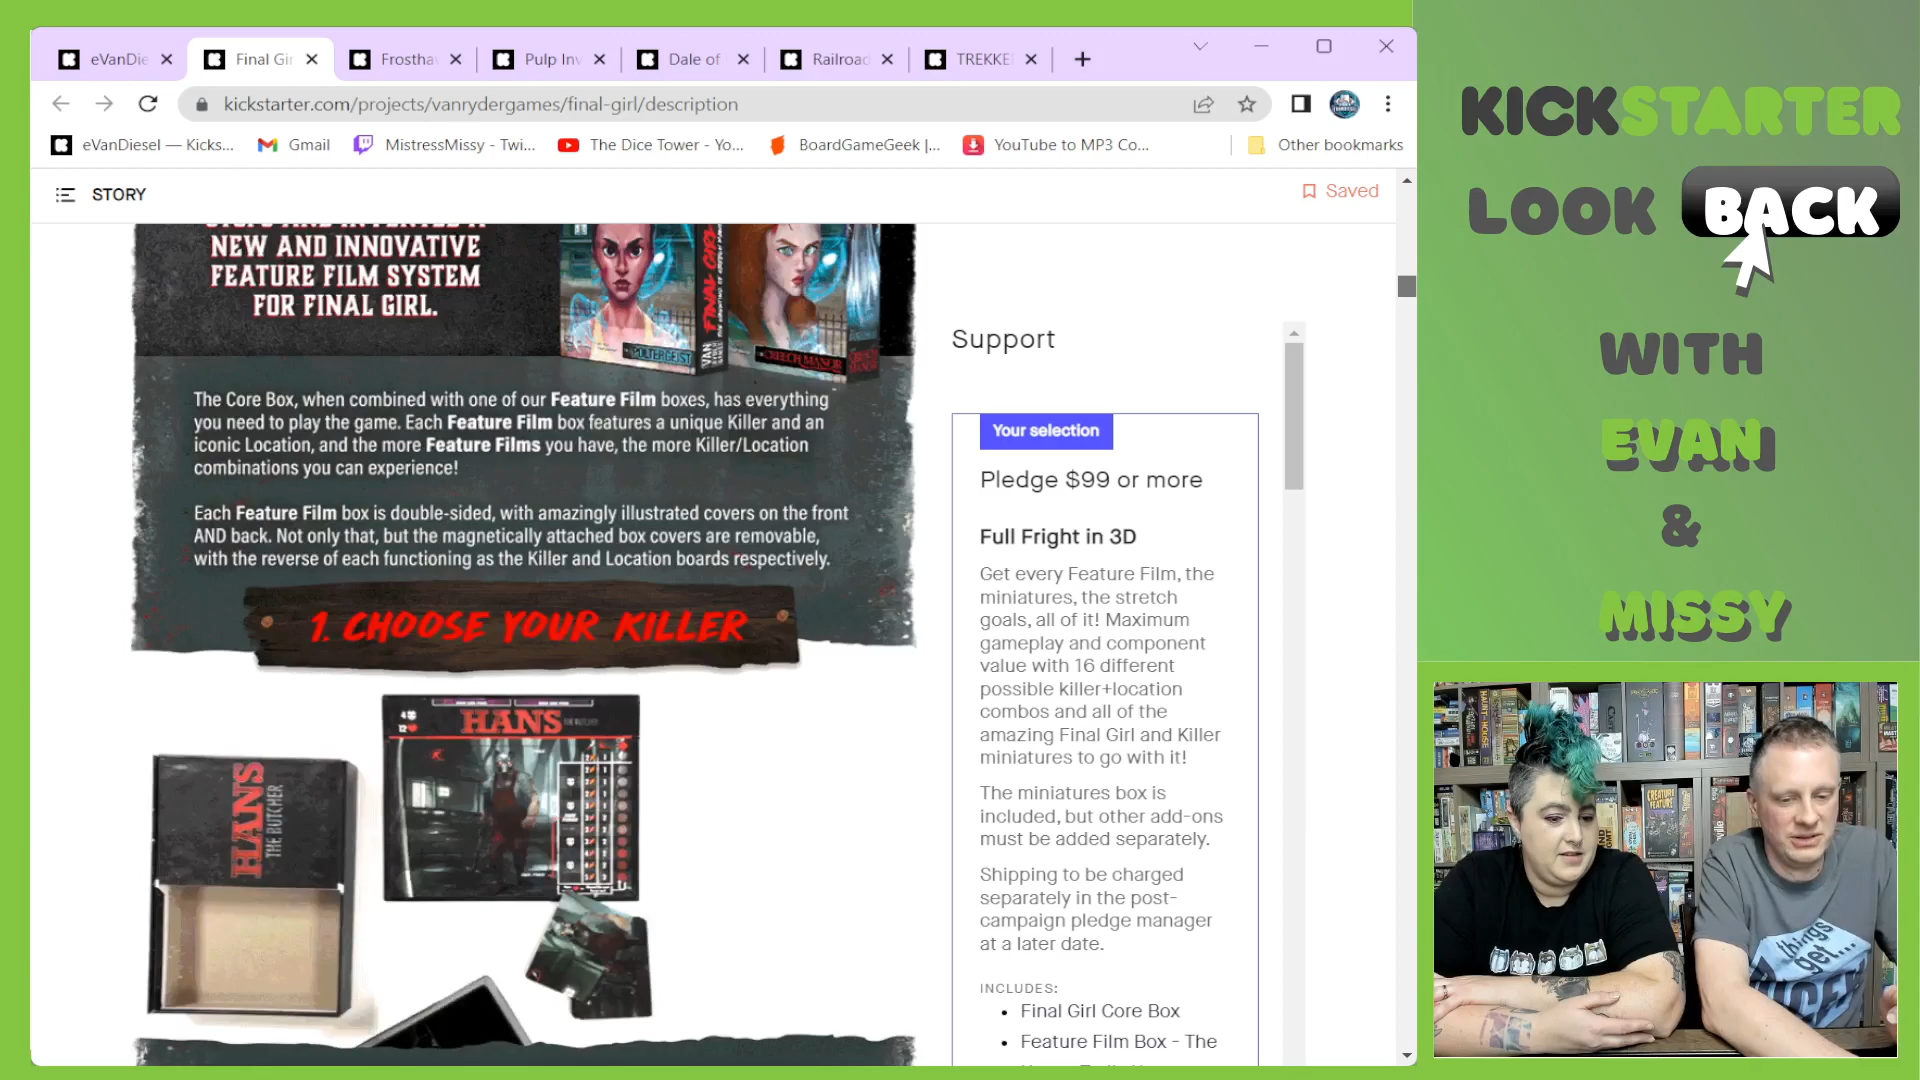 eVanDie
Final Gir
Frostha
Pulp Inv
Dale of
Railroad
TREKKE
kickstarter.com/projects/vanrydergames/final-girl/description
eVanDiesel — Kicks...
Gmail
MistressMissy - Twi...
The Dice Tower - Yo...
BoardGameGeek |...
YouTube to MP3 Co...
Other bookmarks
STORY
Saved
NEW AND INNOVATIVE
FEATURE FILM SYSTEM
FOR FINAL GIRL.
POLTERGEIST
CREECH MANOR
The Core Box, when combined with one of our Feature Film boxes, has everything
you need to play the game. Each Feature Film box features a unique Killer and an
iconic Location, and the more Feature Films you have, the more Killer/Location
combinations you can experience!
Each Feature Film box is double-sided, with amazingly illustrated covers on the front
AND back. Not only that, but the magnetically attached box covers are removable,
with the reverse of each functioning as the Killer and Location boards respectively.
1. CHOOSE YOUR KILLER
HANS
HANS
THE BUTCHER
Support
Your selection
Pledge $99 or more
Full Fright in 3D
Get every Feature Film, the
miniatures, the stretch
goals, all of it! Maximum
gameplay and component
value with 16 different
possible killer+location
combos and all of the
amazing Final Girl and Killer
miniatures to go with it!
The miniatures box is
included, but other add-ons
must be added separately.
Shipping to be charged
separately in the post-
campaign pledge manager
at a later date.
INCLUDES:
Final Girl Core Box
Feature Film Box - The
KICKSTARTER
LOOK BACK
WITH
EVAN
&
MISSY
CREATURE
FEATURE
things
get...